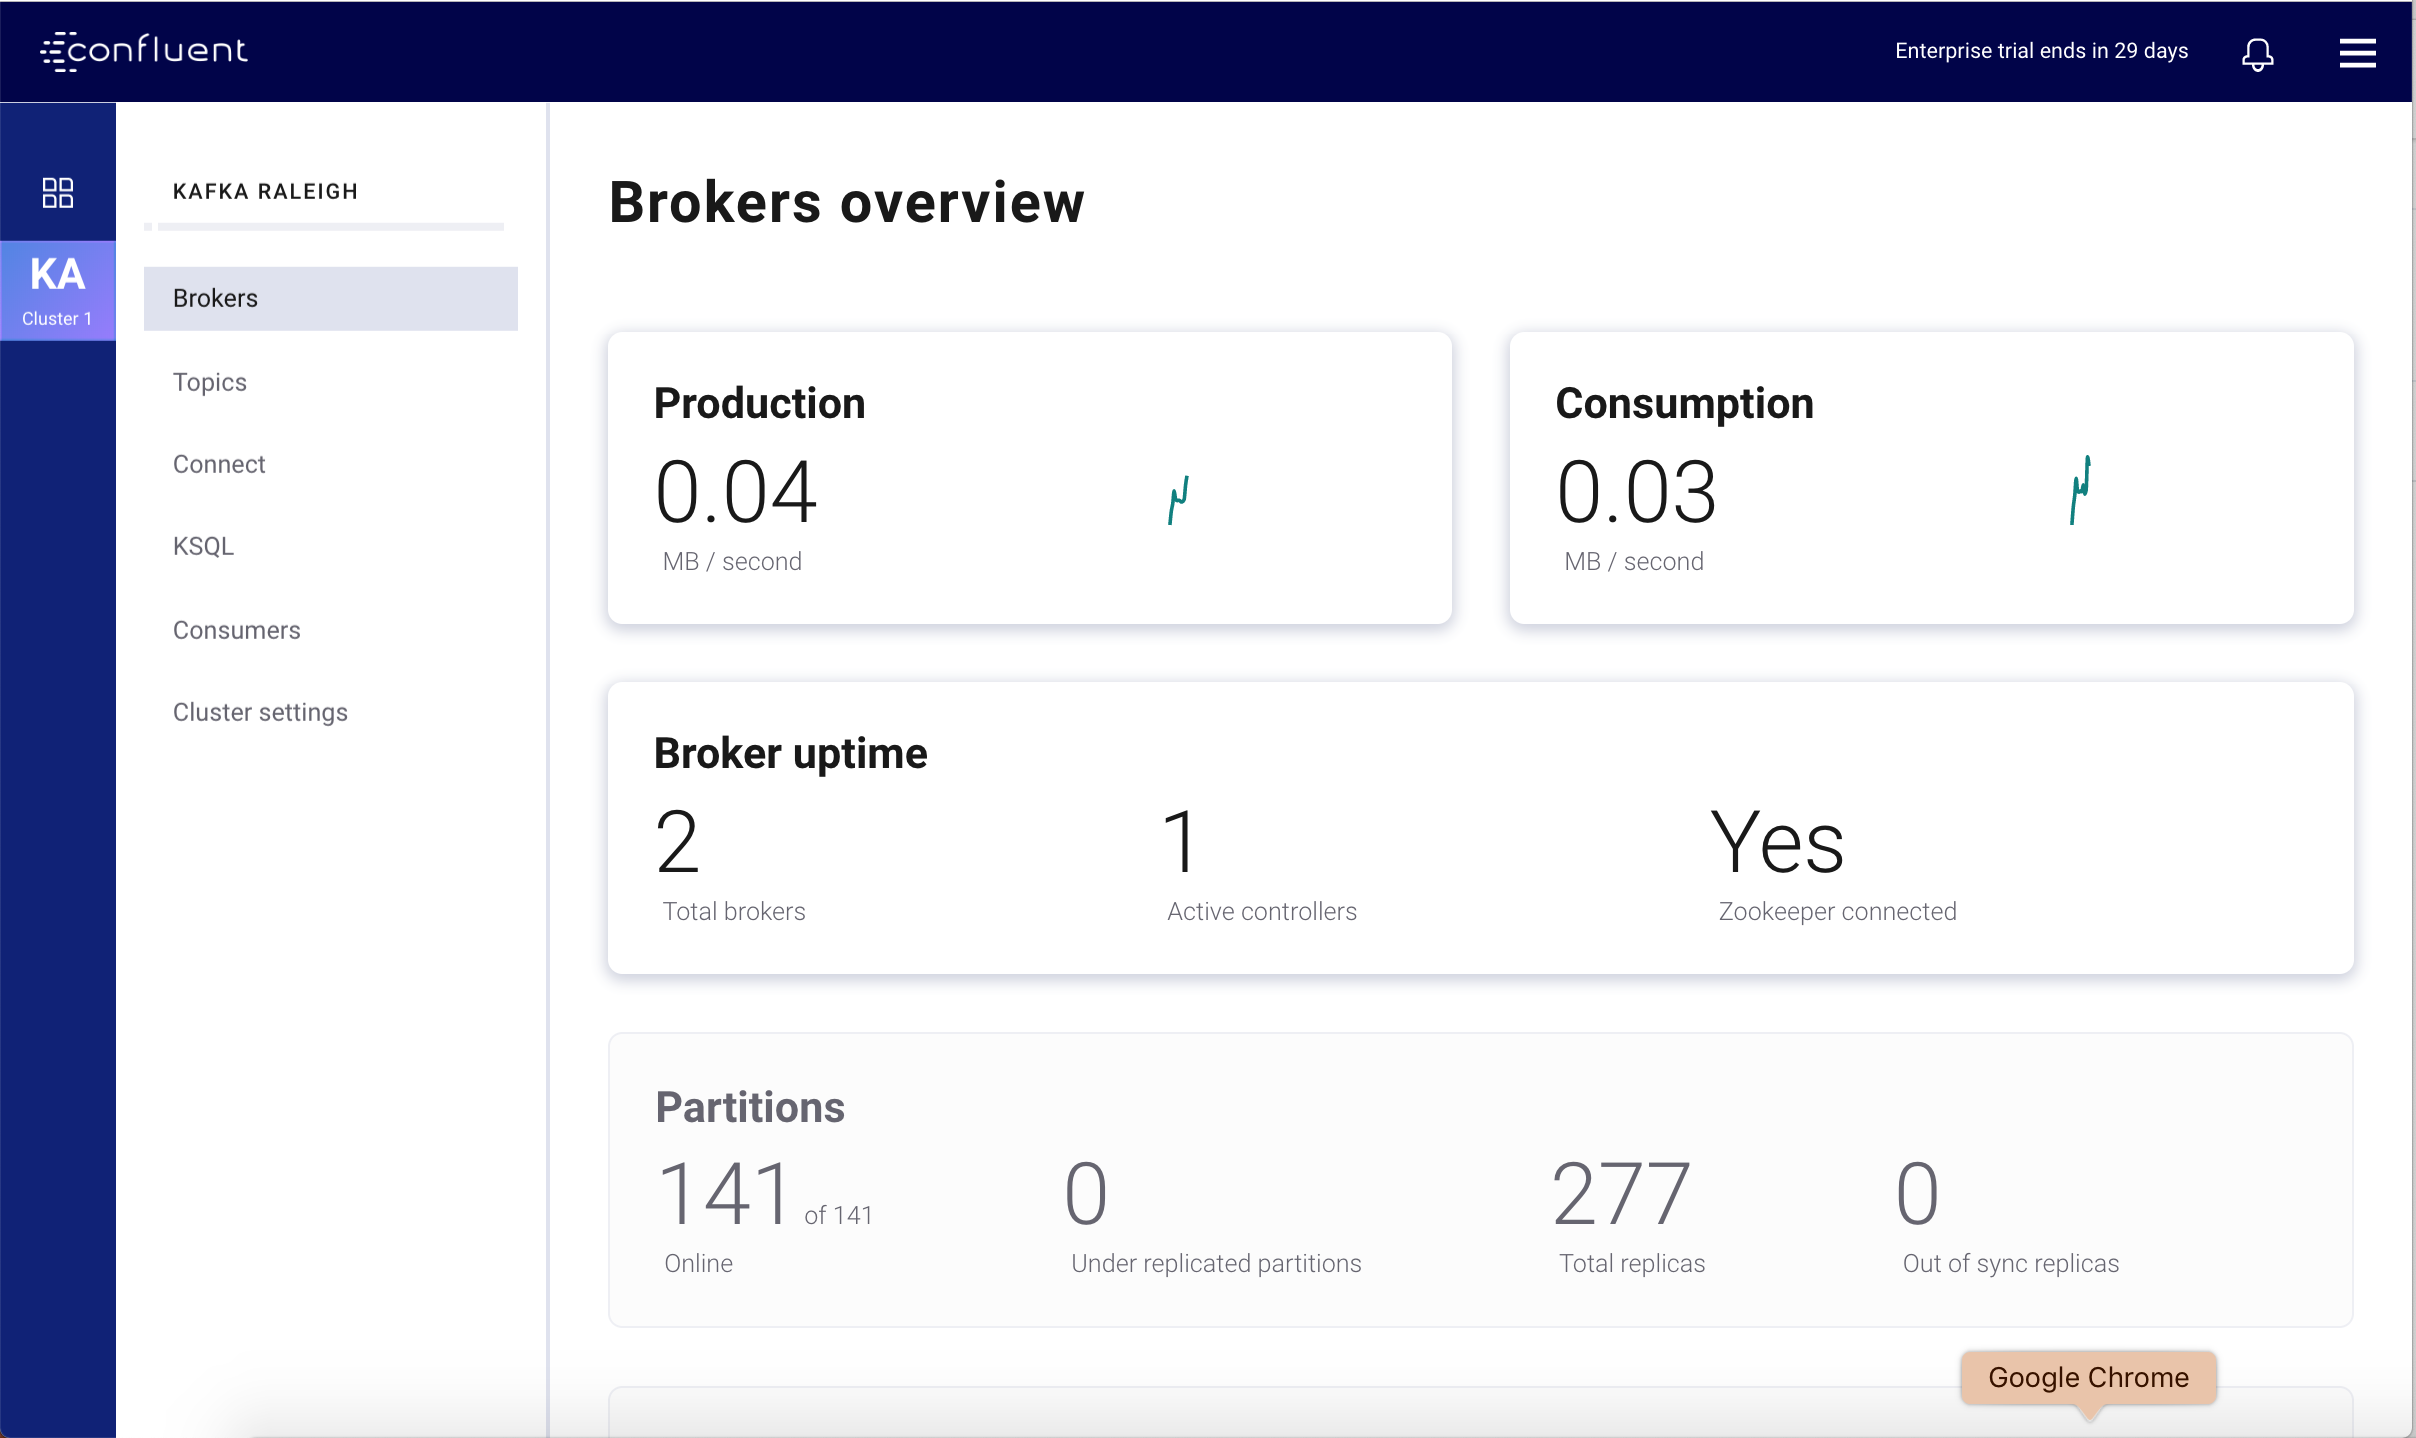 confluent
Enterprise trial ends in 29 days
KA
Cluster 1
KAFKA RALEIGH
Brokers
Topics
Connect
KSQL
Consumers
Cluster settings
Brokers overview
Production
0.04
MB / second
Consumption
0.03
MB / second
Broker uptime
2
Total brokers
1
Active controllers
Yes
Zookeeper connected
Partitions
141 of 141
Online
0
Under replicated partitions
277
Total replicas
0
Out of sync replicas
Google Chrome